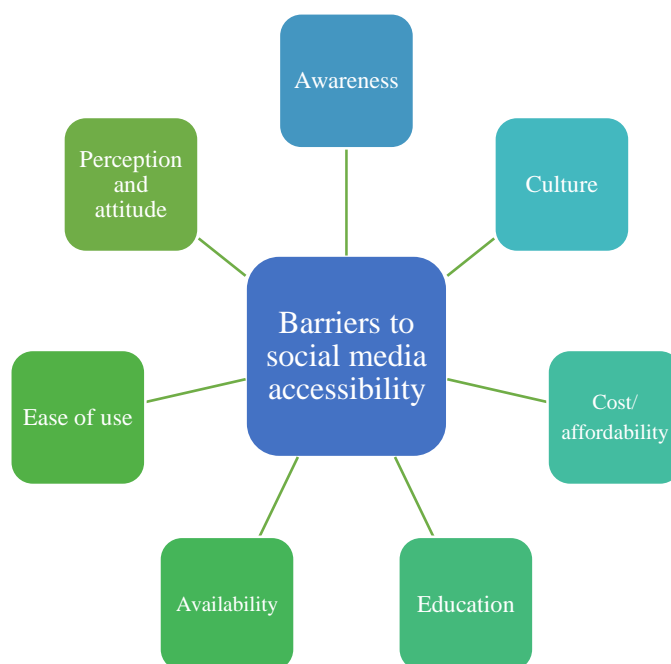 Awareness
Culture
Cost/
affordability
Education
Availability
Ease of use
Perception
and
attitude
Barriers to
social media
accessibility